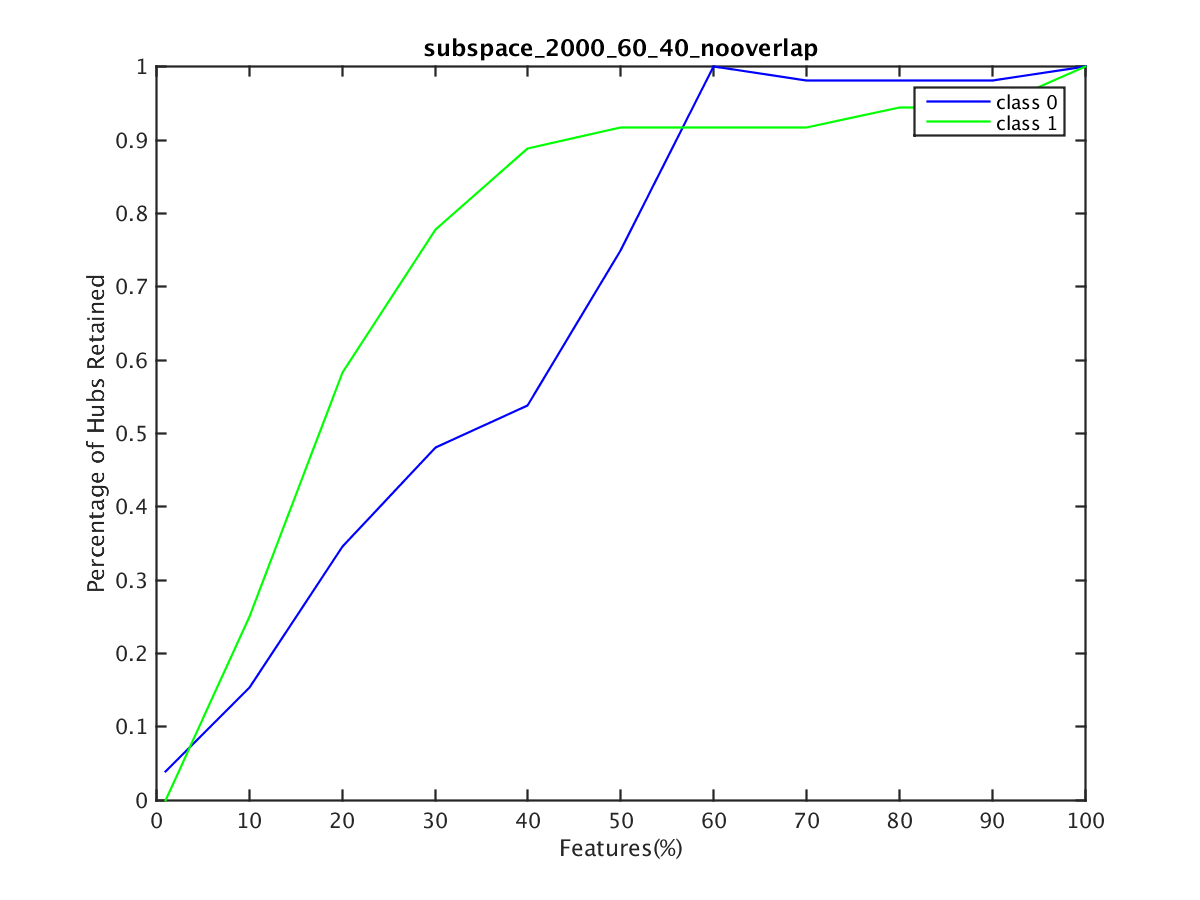 subspace_2000_60_40_nooverlap
1
0.9
0.8
0.7
0.6
0.5
0.4
0.3
0.2
0.1
0
Percentage of Hubs Retained
class 0
class 1
0 10 20 30 40 50 60 70 80 90 100
Features(%)